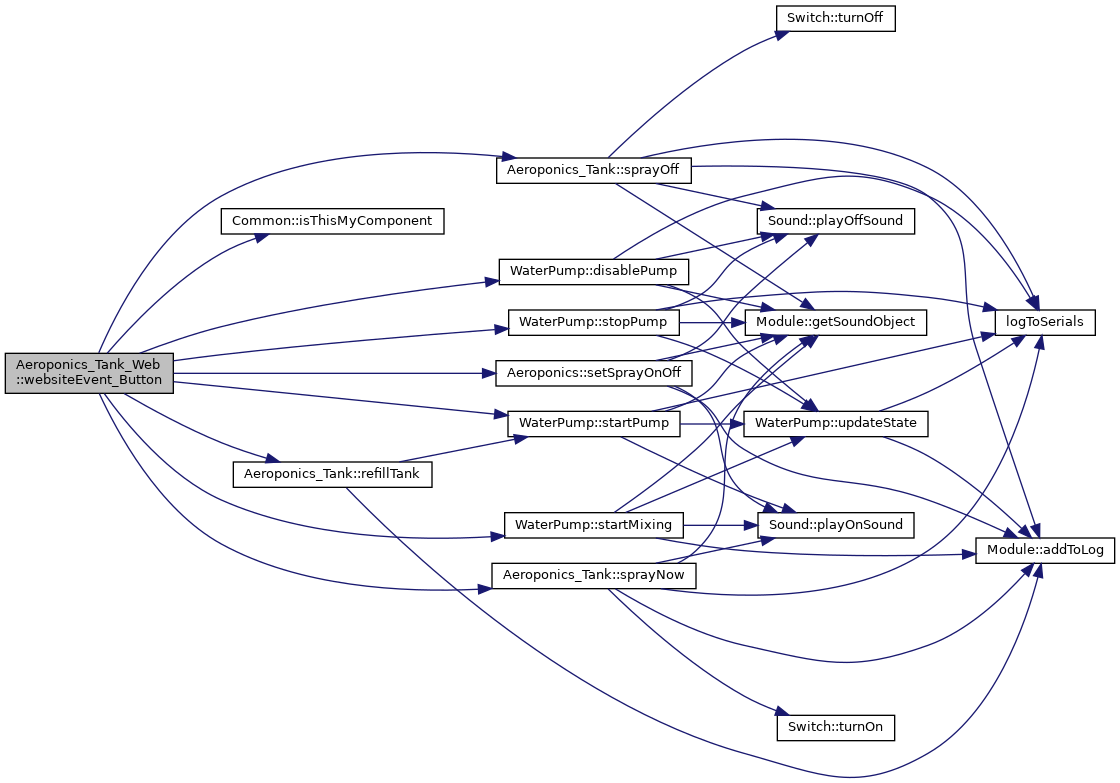 Switch::turnOff
Aeroponics_Tank::sprayOff
Common::isThisMyComponent
Sound::playOffSound
WaterPump::disablePump
WaterPump::stopPump
Module::getSoundObject
logToSerials
Aeroponics_Tank_Web
::websiteEvent_Button
Aeroponics::setSprayOnOff
WaterPump::startPump
WaterPump::updateState
Aeroponics_Tank::refillTank
WaterPump::startMixing
Sound::playOnSound
Module::addToLog
Aeroponics_Tank::sprayNow
Switch::turnOn